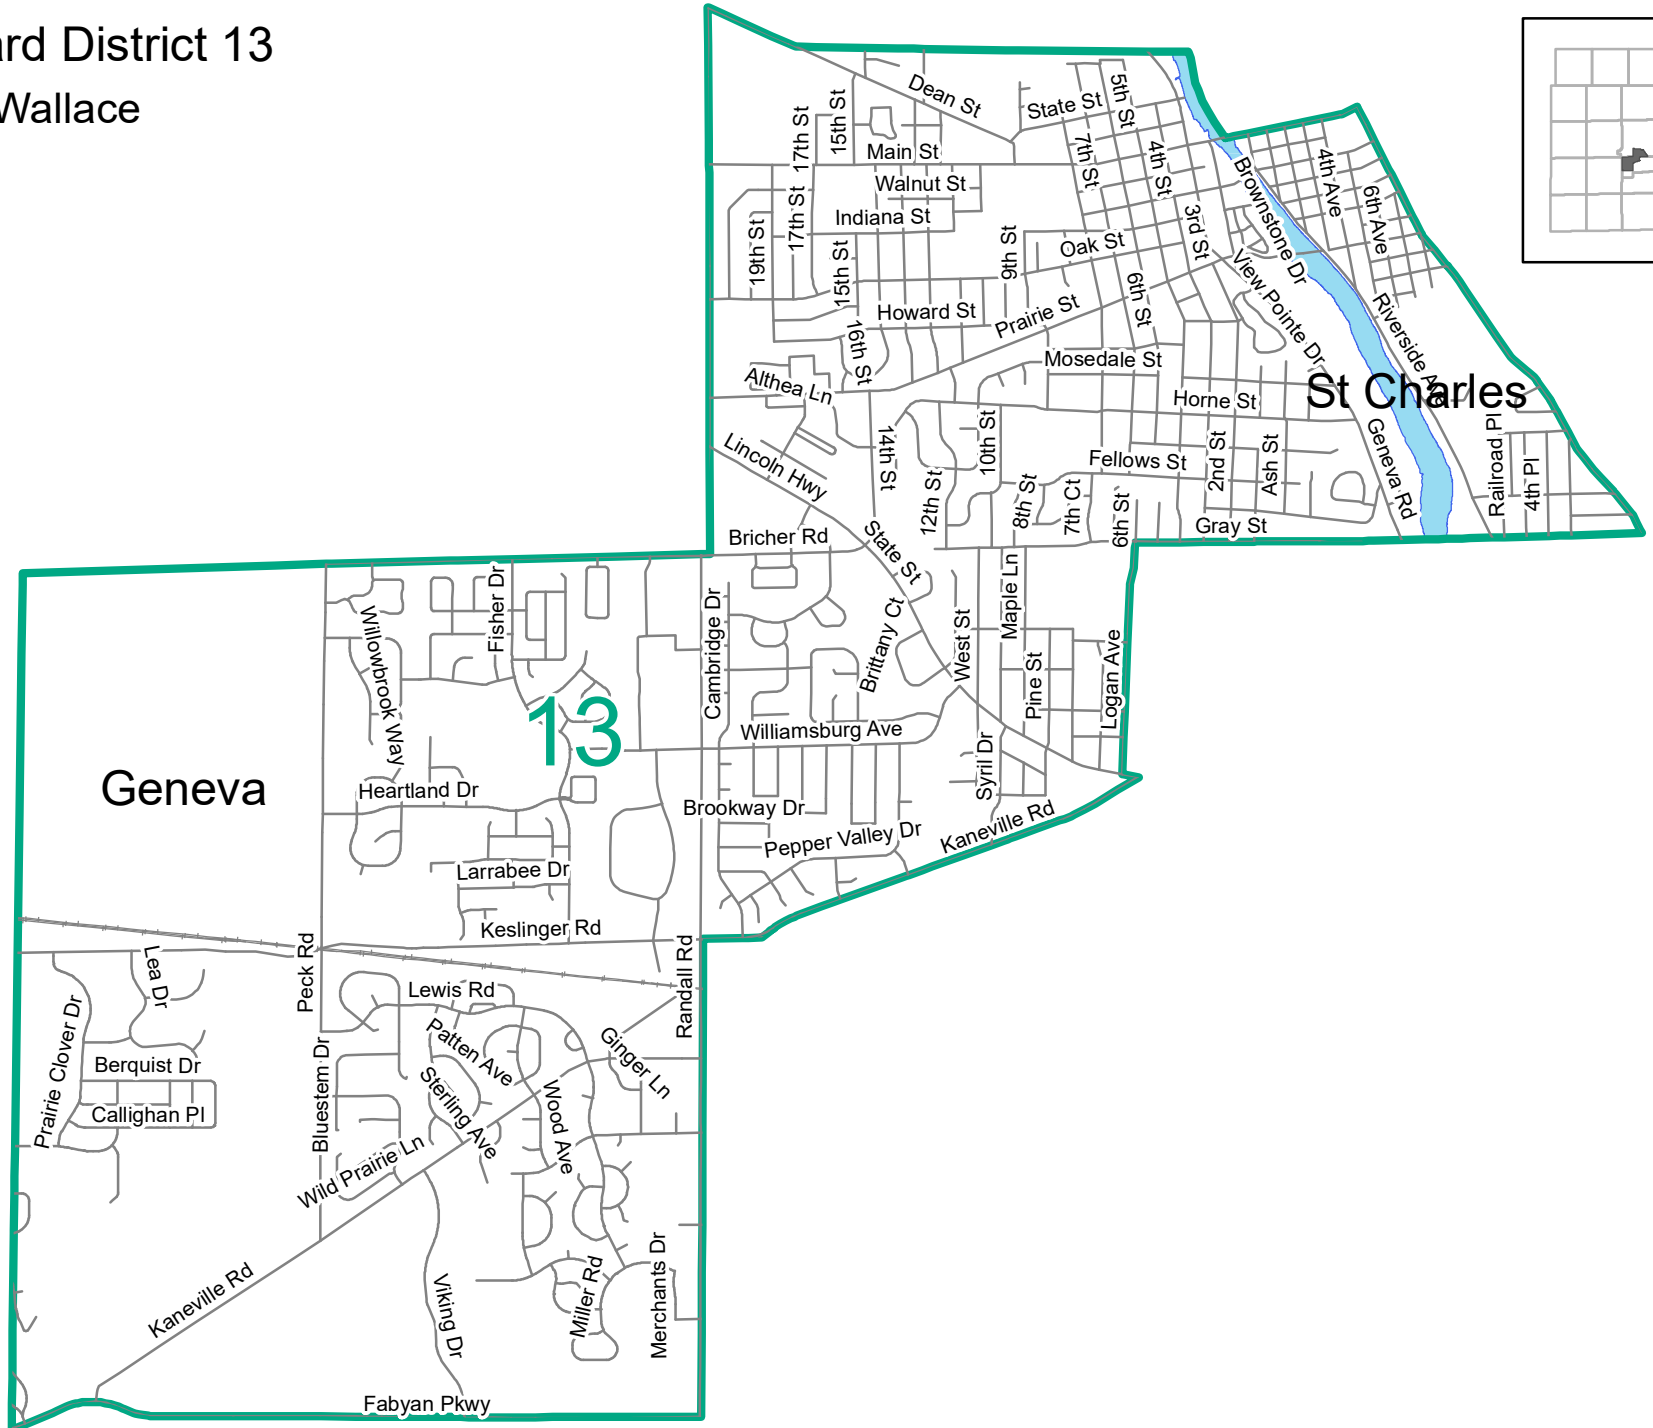 ard District 13
Wallace
Dean St
State St
5th St
15th St
17th St
Main St
7th St
4th St
4th Ave
6th Ave
Brownstone Dr
Walnut St
17th St
Indiana St
19th St
15th St
9th St
Oak St
3rd St
6th St
View Pointe Dr
Howard St
Prairie St
16th St
Riverside Ave
Mosedale St
Althea Ln
Horne St
St Charles
14th St
10th St
Lincoln Hwy
Fellows St
2nd St
Ash St
Geneva Rd
Railroad Pl
4th Pl
12th St
8th St
7th Ct
6th St
Gray St
Bricher Rd
State St
Fisher Dr
Willowbrook Way
Cambridge Dr
Brittany Ct
West St
Maple Ln
Pine St
Logan Ave
13
Williamsburg Ave
Geneva
Heartland Dr
Syril Dr
Brookway Dr
Pepper Valley Dr
Kaneville Rd
Larrabee Dr
Keslinger Rd
Peck Rd
Randall Rd
Lea Dr
Lewis Rd
Prairie Clover Dr
Patten Ave
Ginger Ln
Berquist Dr
Bluestem Dr
Sterling Ave
Wood Ave
Callighan Pl
Wild Prairie Ln
Kaneville Rd
Viking Dr
Miller Rd
Merchants Dr
Fabyan Pkwy